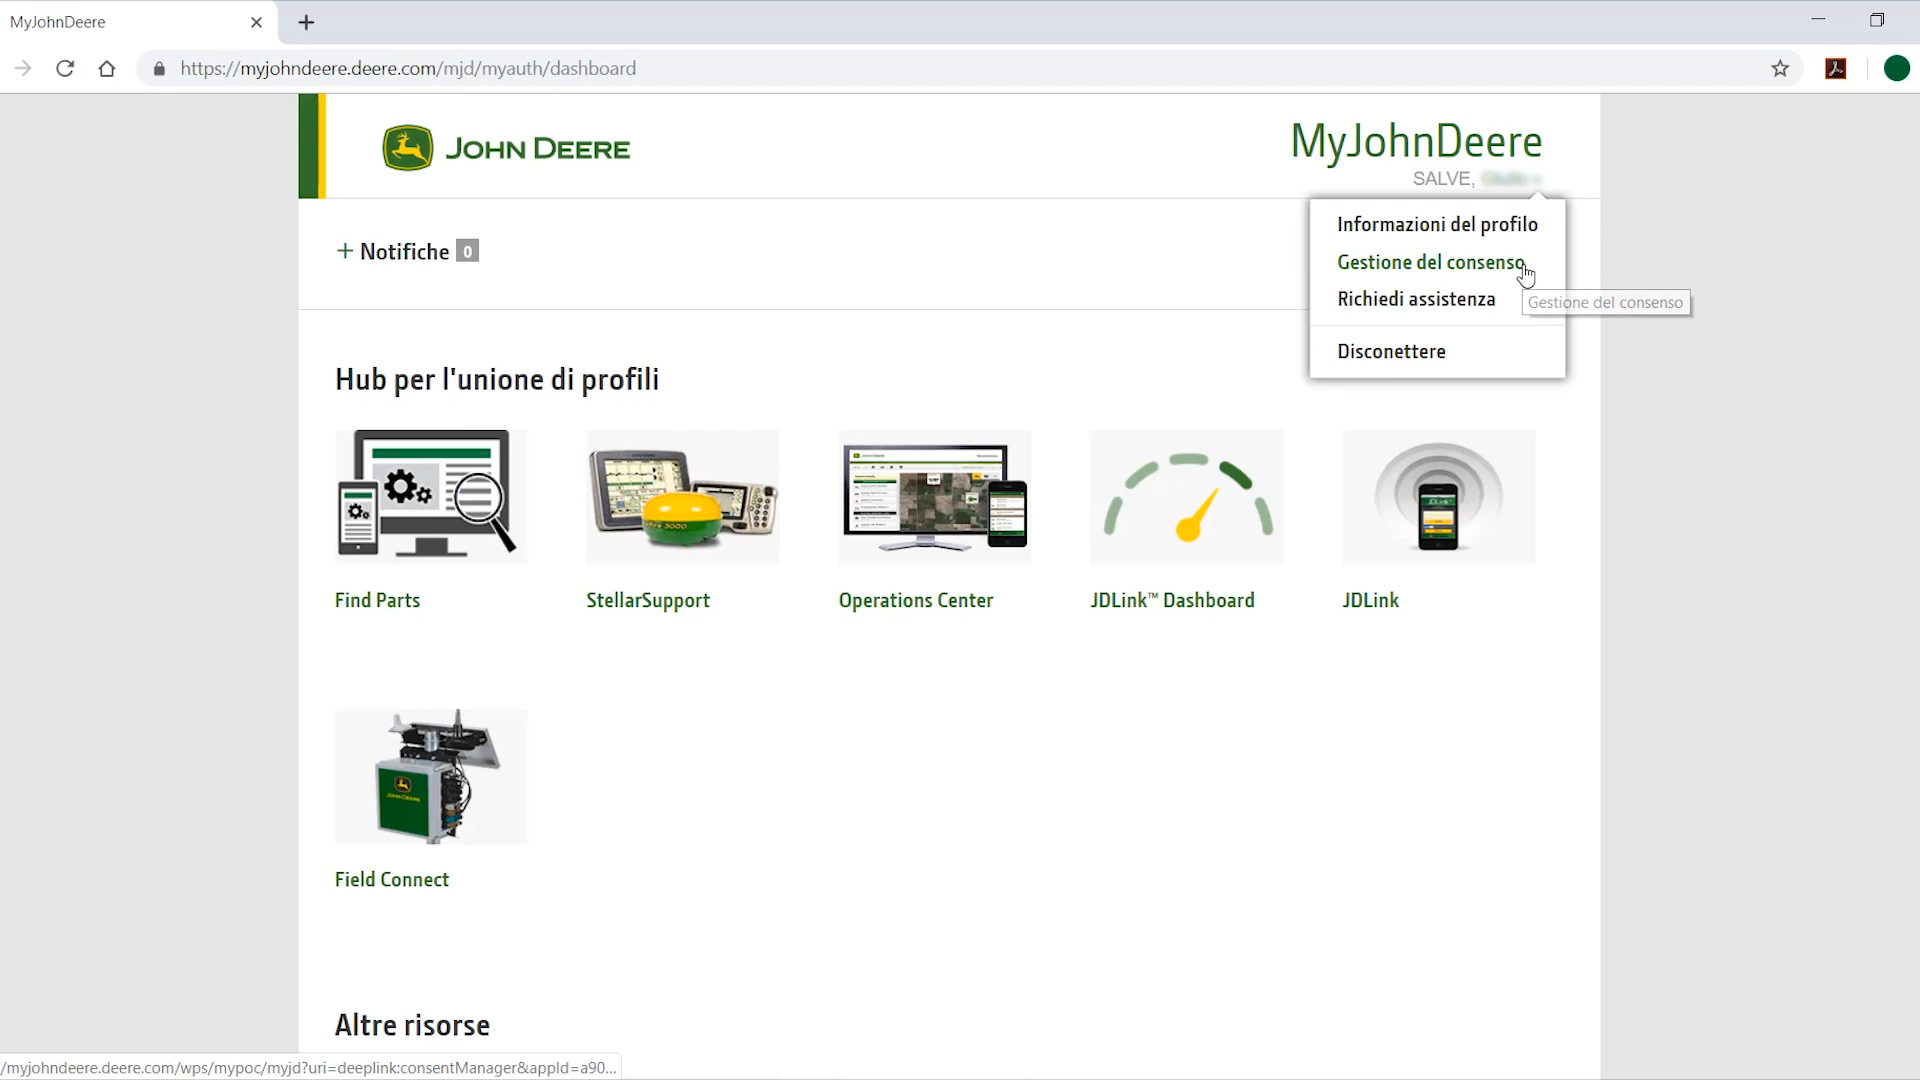 MyJohnDeere
https://myjohndeere.deere.com/mjd/myauth/dashboard
JOHN DEERE
MyJohnDeere
SALVE,
Informazioni del profilo
Gestione del consenso
Gestione del consenso
Richiedi assistenza
Disconettere
+ Notifiche 0
Hub per l'unione di profili
Find Parts
StellarSupport
Operations Center
JDLink™ Dashboard
JDLink
JOHN DEERE
Field Connect
Altre risorse
/myjohndeere.deere.com/wps/mypoc/myjd?uri=deeplink:consentManager&appId=a90...